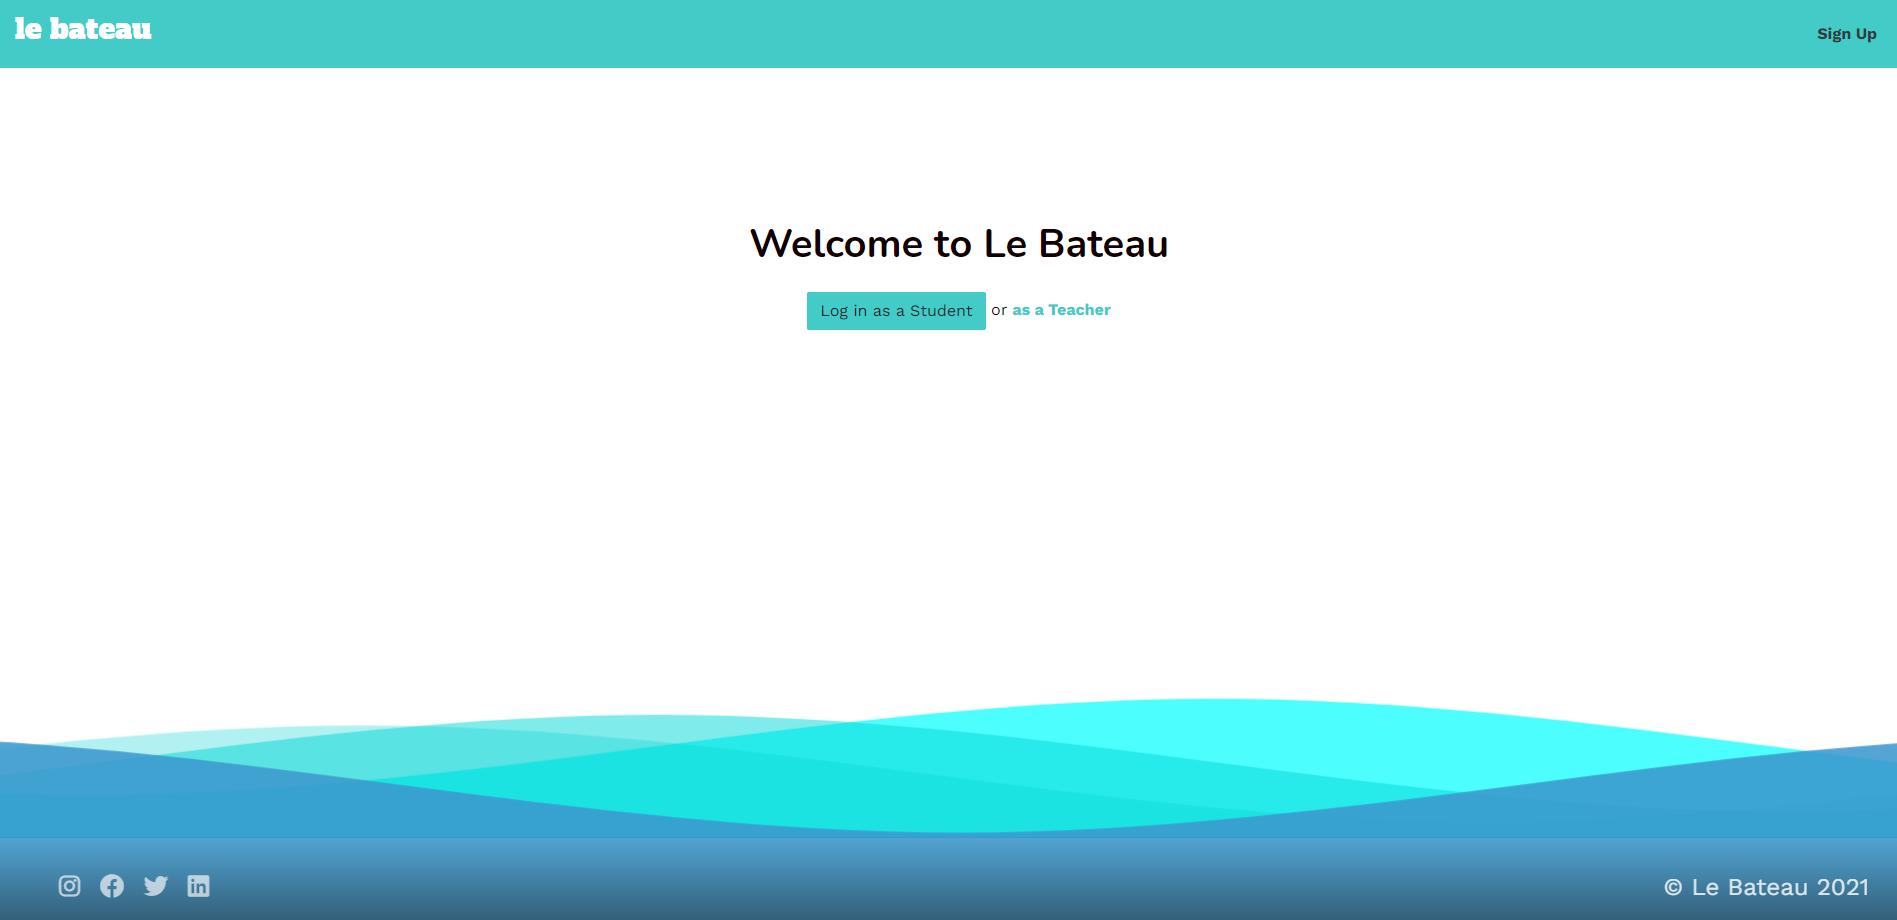 le bateau
Sign Up
Welcome to Le Bateau
Log in as a Student or as a Teacher
© Le Bateau 2021